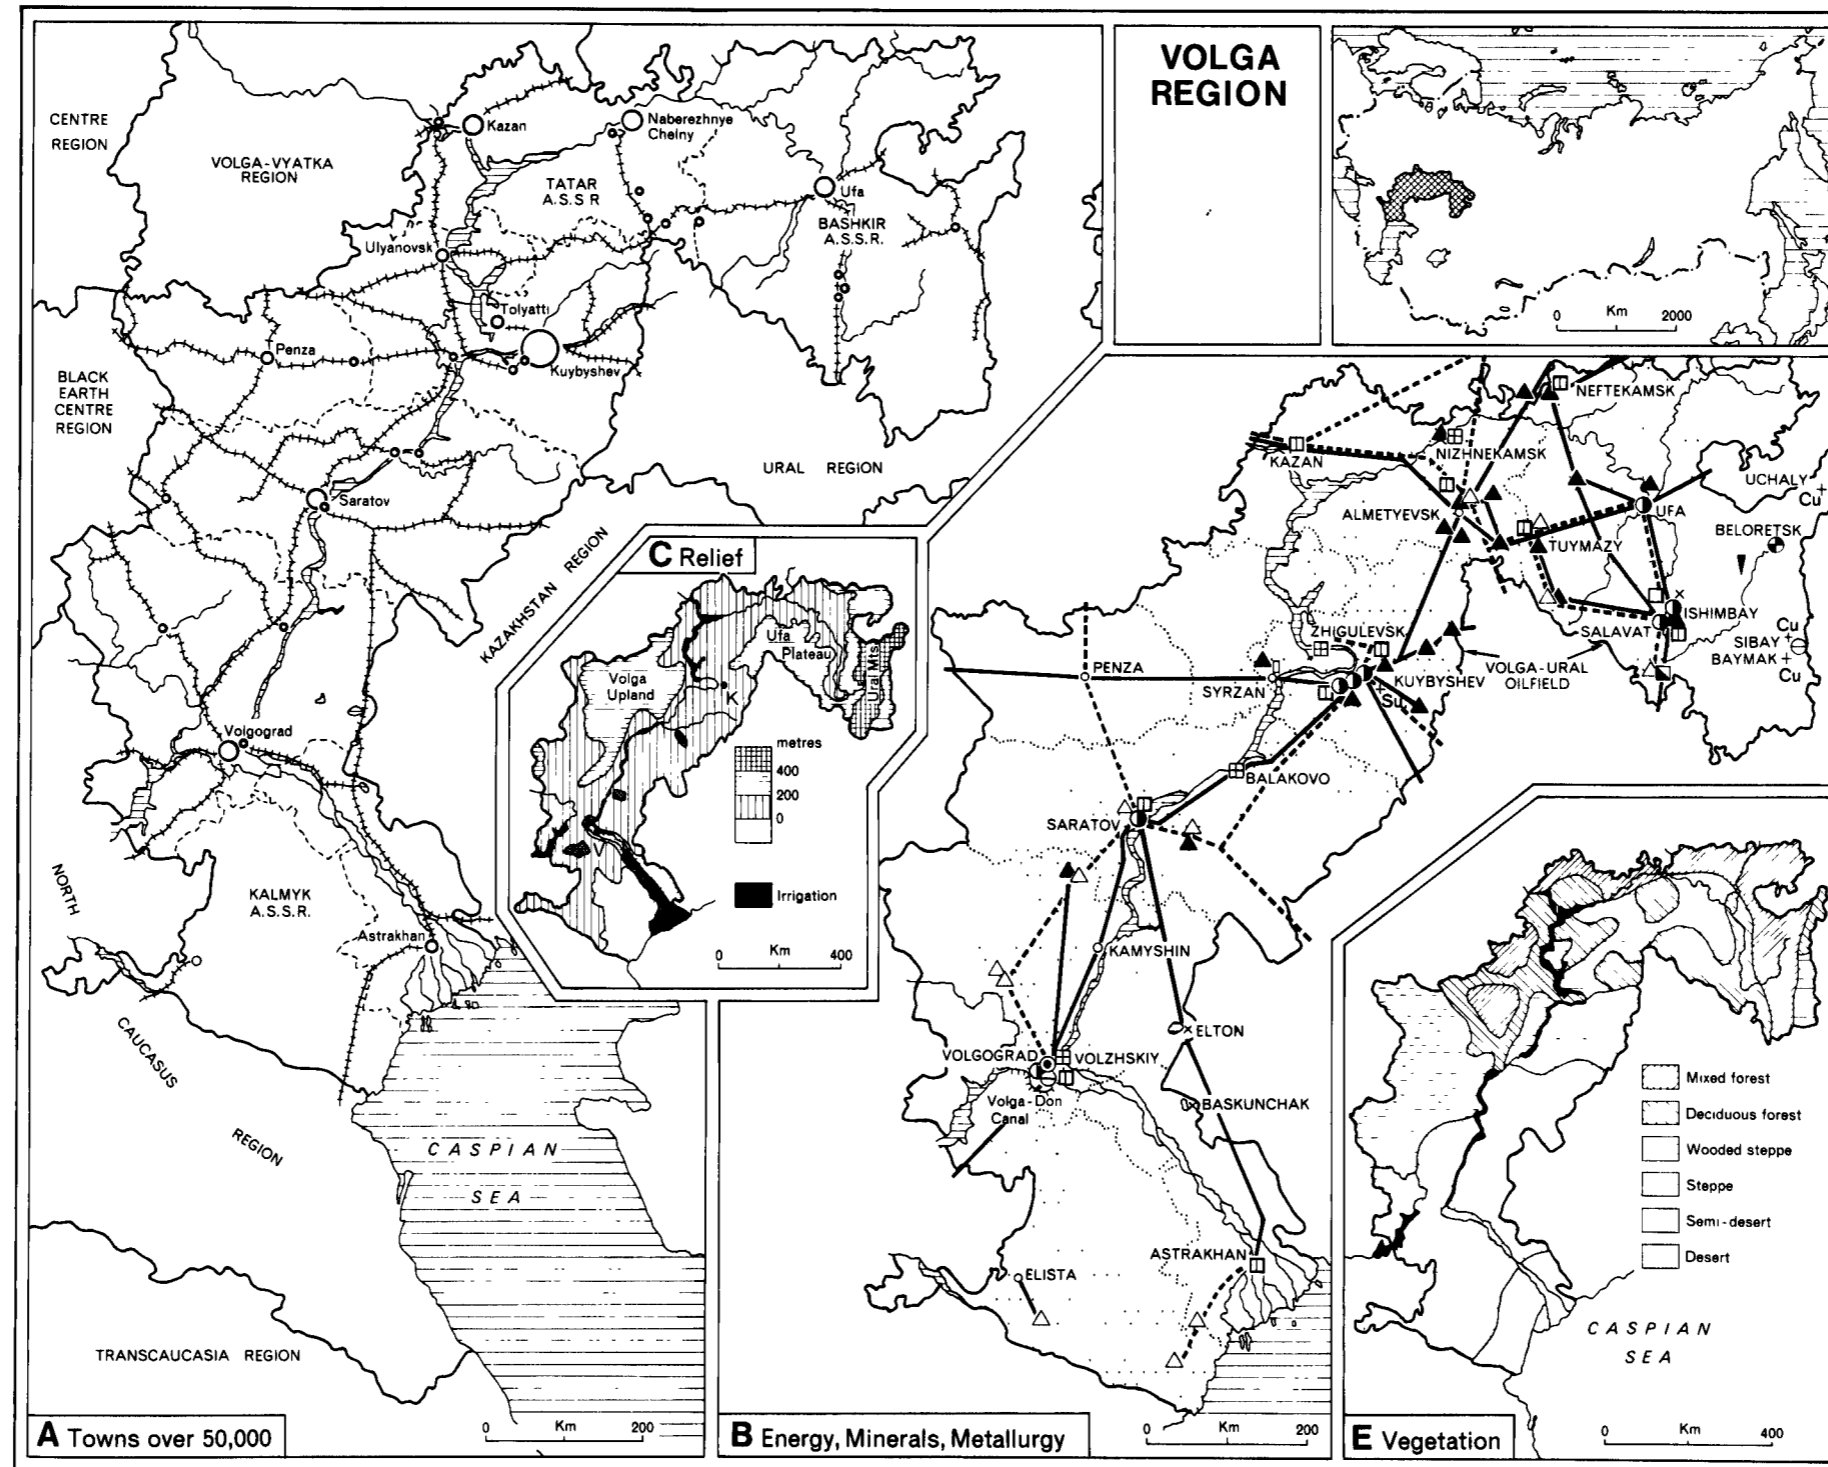 VOLGA
REGION
0 Km 2000
CENTRE
REGION
VOLGA-VYATKA
REGION
Kazan
Naberezhnye
Chelny
TATAR
A.S.S R
Ufa
BASHKIR
A.S.S.R.
Ulyanovsk
Tolyatti
Penza
Kuybyshev
BLACK
EARTH
CENTRE
REGION
URAL REGION
Saratov
KAZAKHSTAN REGION
Volgograd
NORTH
CAUCASUS
REGION
KALMYK
A.S.S.R.
Astrakhan
CASPIAN
SEA
TRANSCAUCASIA REGION
A Towns over 50,000
0 Km 200
C Relief
Ufa
Plateau
Ural Mts.
Volga
Upland
K
V
metres
400
200
0
Irrigation
0 Km 400
NEFTEKAMSK
KAZAN
NIZHNEKAMSK
UCHALY
Cu
ALMETYEVSK
UFA
BELORETSK
TUYMAZY
ISHIMBAY
SALAVAT
Cu
SIBAY
BAYMAK
Cu
ZHIGULEVSK
VOLGA-URAL
OILFIELD
PENZA
SYRZAN
KUYBYSHEV
Su
BALAKOVO
SARATOV
KAMYSHIN
ELTON
VOLGOGRAD
VOLZHSKIY
Volga-Don
Canal
BASKUNCHAK
ASTRAKHAN
ELISTA
B Energy, Minerals, Metallurgy
0 Km 200
Mixed forest
Deciduous forest
Wooded steppe
Steppe
Semi-desert
Desert
CASPIAN
SEA
E Vegetation
0 Km 400